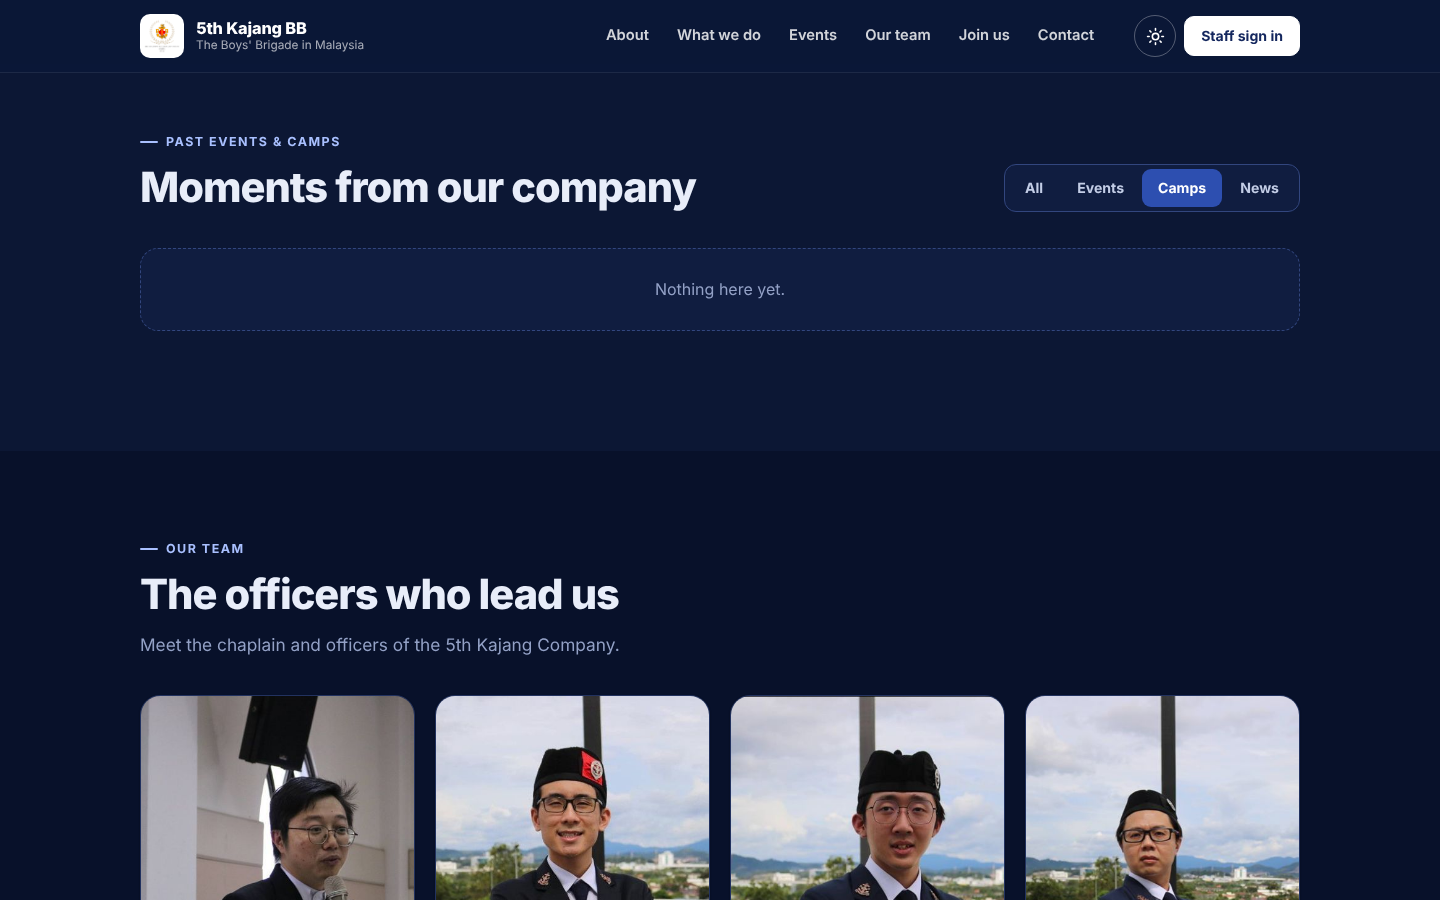 5th Kajang BB
The Boys' Brigade in Malaysia
About
What we do
Events
Our team
Join us
Contact
Staff sign in
PAST EVENTS & CAMPS
Moments from our company
All
Events
Camps
News
Nothing here yet.
OUR TEAM
The officers who lead us
Meet the chaplain and officers of the 5th Kajang Company.